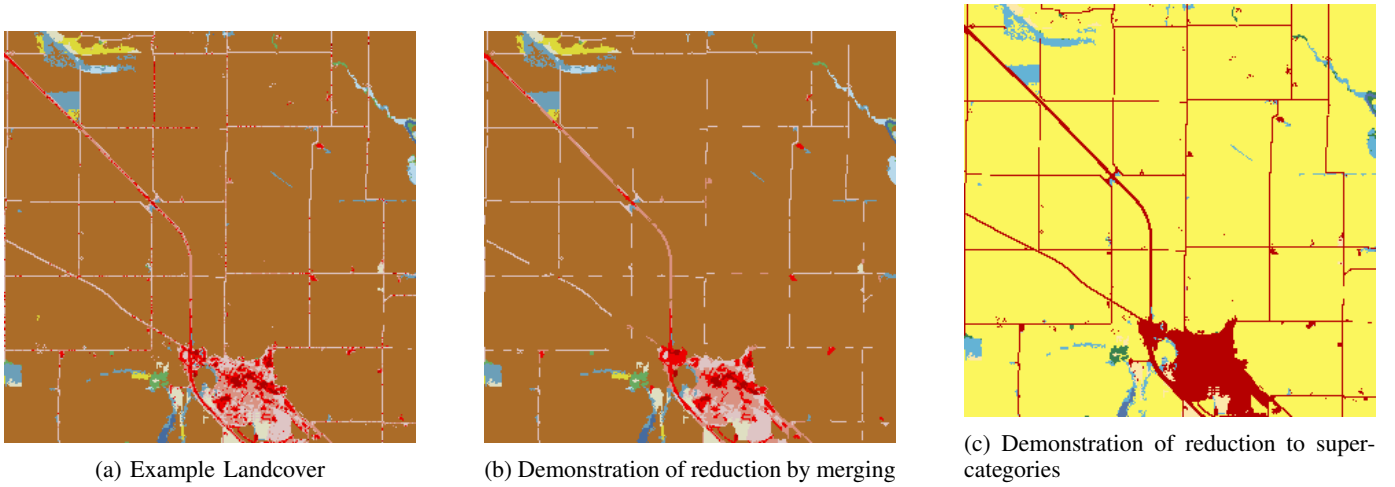 (a) Example Landcover
(b) Demonstration of reduction by merging
(c) Demonstration of reduction to super-
categories